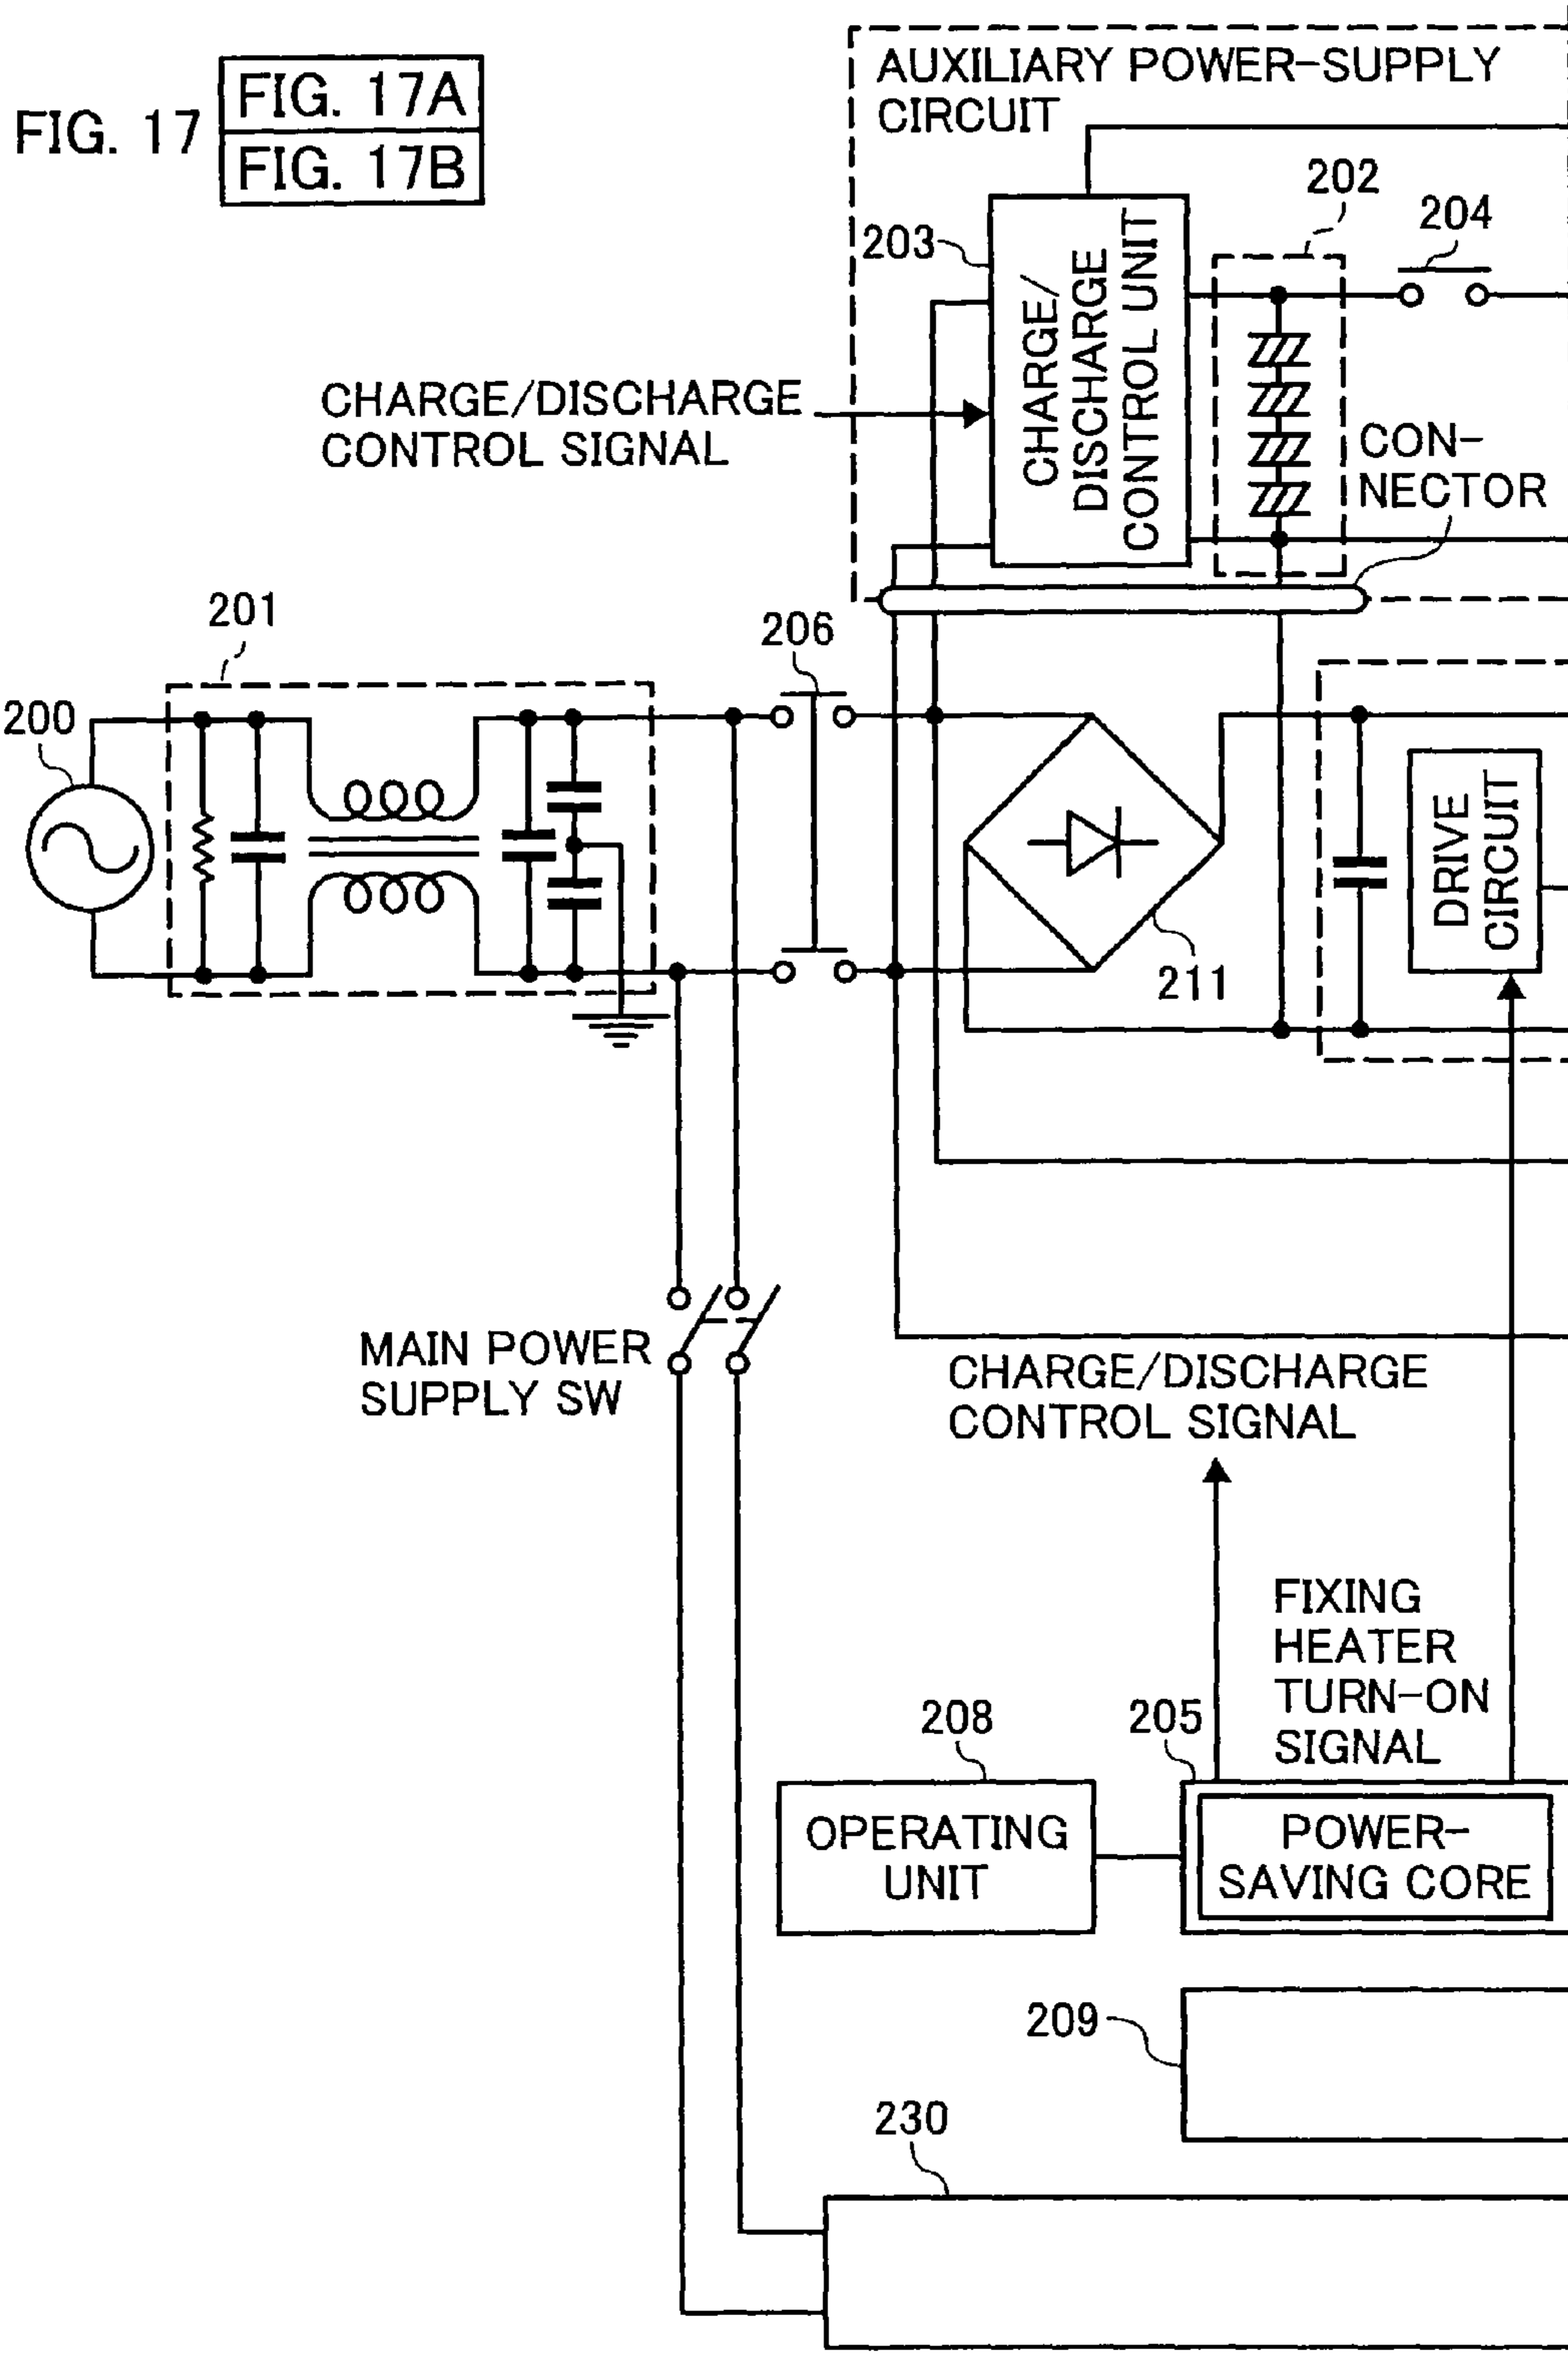 FIG. 17
FIG. 17A
FIG. 17B
AUXILIARY POWER-SUPPLY
CIRCUIT
202
204
203
CHARGE/
DISCHARGE
CONTROL UNIT
CHARGE/DISCHARGE
CONTROL SIGNAL
CON-
NECTOR
201
206
200
DRIVE
CIRCUIT
211
MAIN POWER
SUPPLY SW
CHARGE/DISCHARGE
CONTROL SIGNAL
FIXING
HEATER
TURN-ON
SIGNAL
208
205
OPERATING
UNIT
POWER-
SAVING CORE
209
230